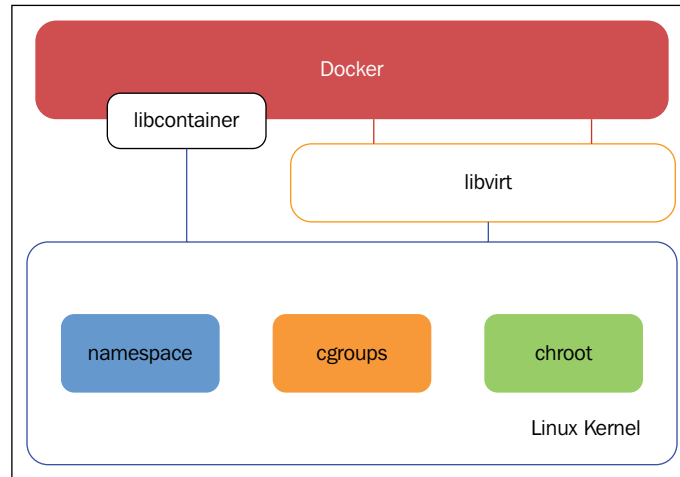 Docker
libcontainer
libvirt
namespace
cgroups
chroot
Linux Kernel